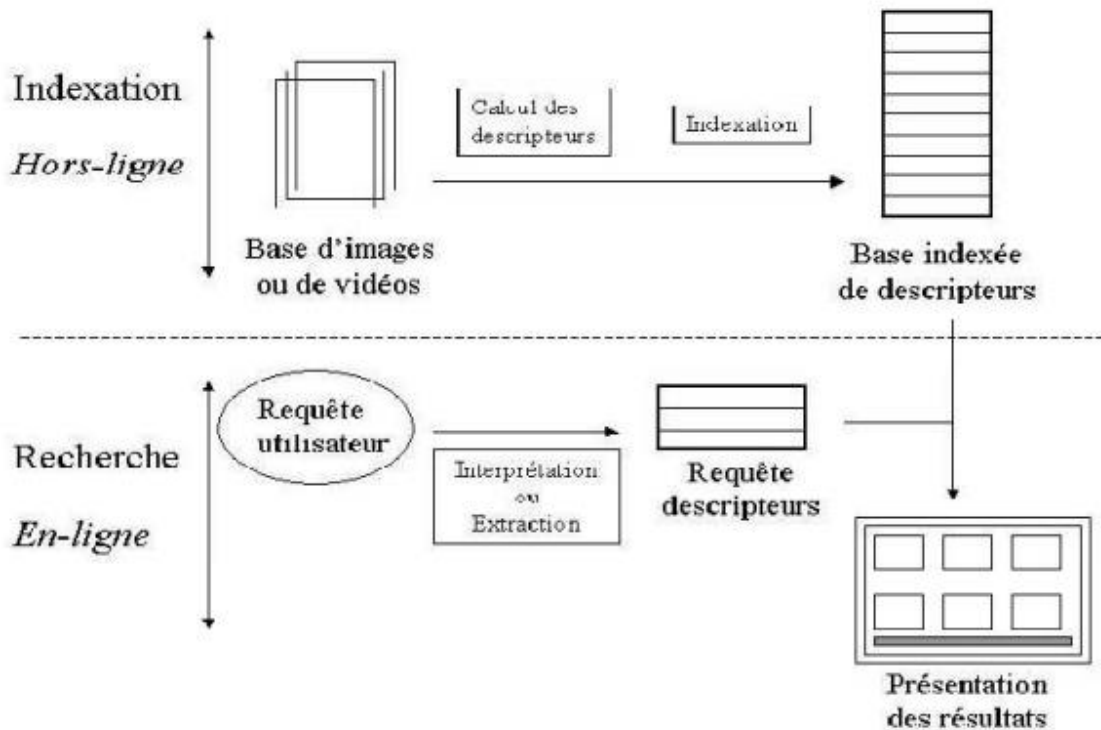 Indexation
Hors-ligne
Base d'images
ou de vidéos
Calcul des
descripteurs
Indexation
Base indexée
de descripteurs
Recherche
En-ligne
Requête
utilisateur
Interprétation
ou
Extraction
Requête
descripteurs
Présentation
des résultats